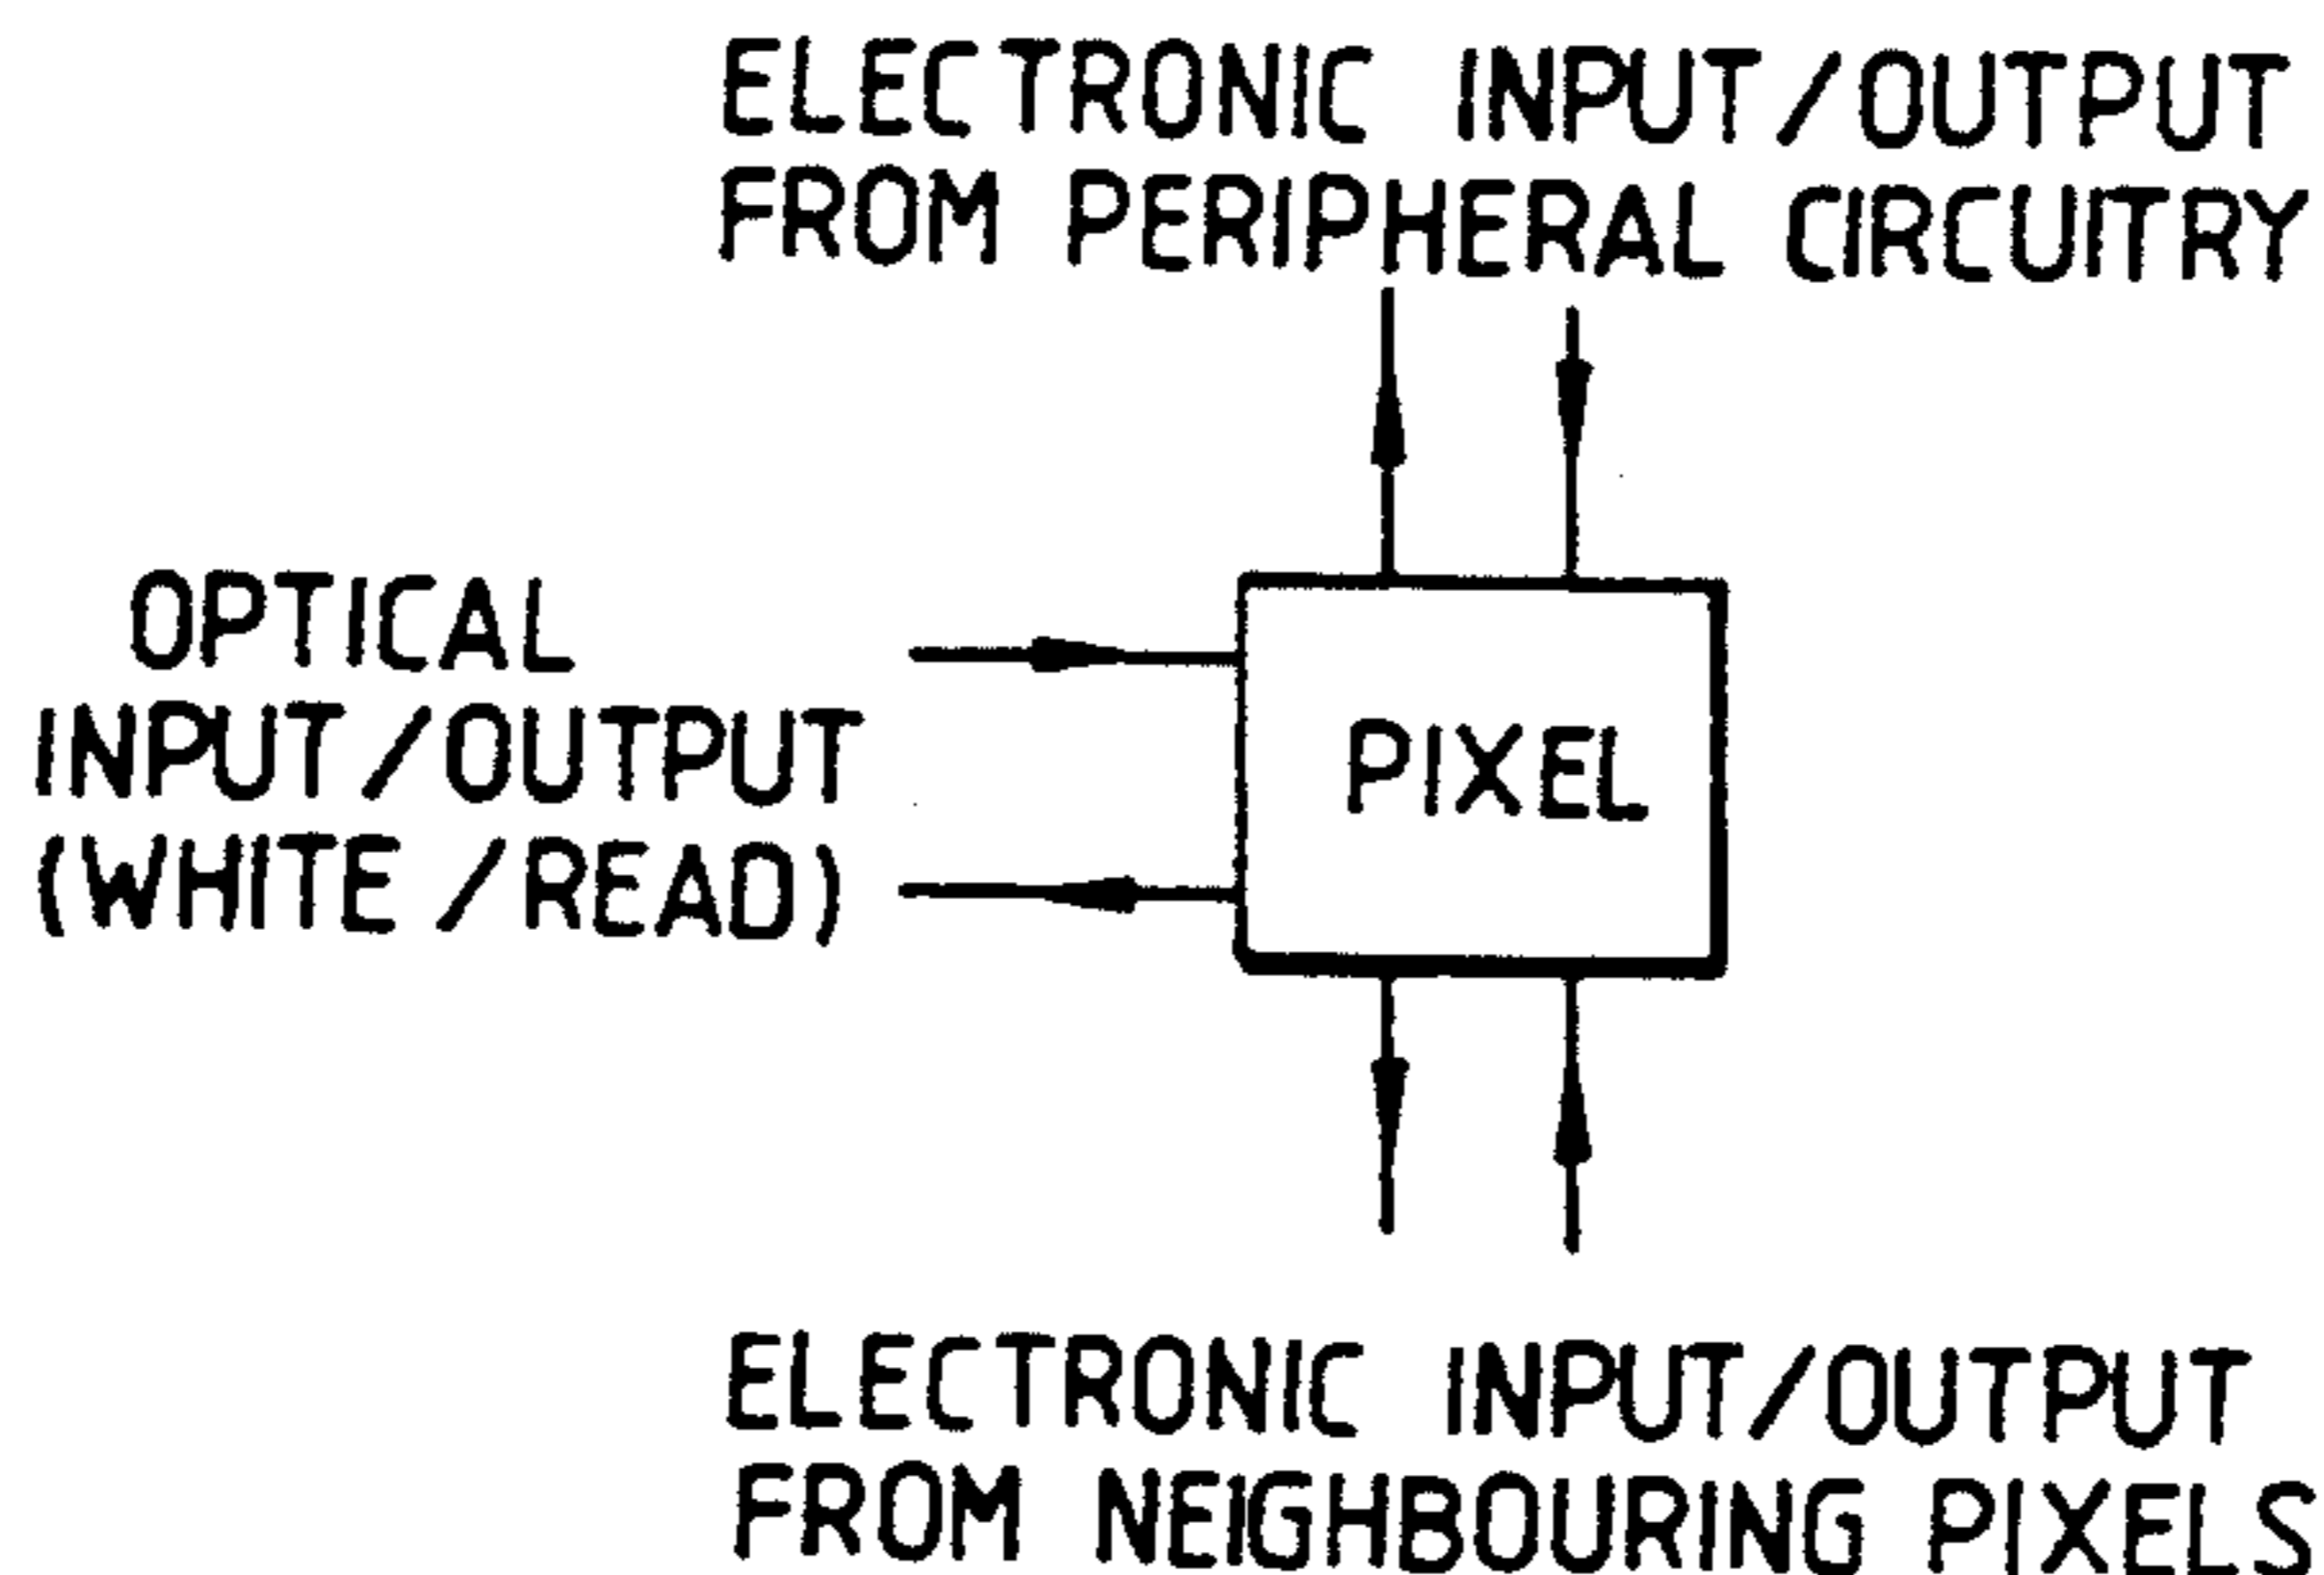 ELECTRONIC INPUT/OUTPUT
FROM PERIPHERAL CIRCUITRY
OPTICAL
INPUT/OUTPUT
(WHITE/READ)
PIXEL
ELECTRONIC INPUT/OUTPUT
FROM NEIGHBOURING PIXELS